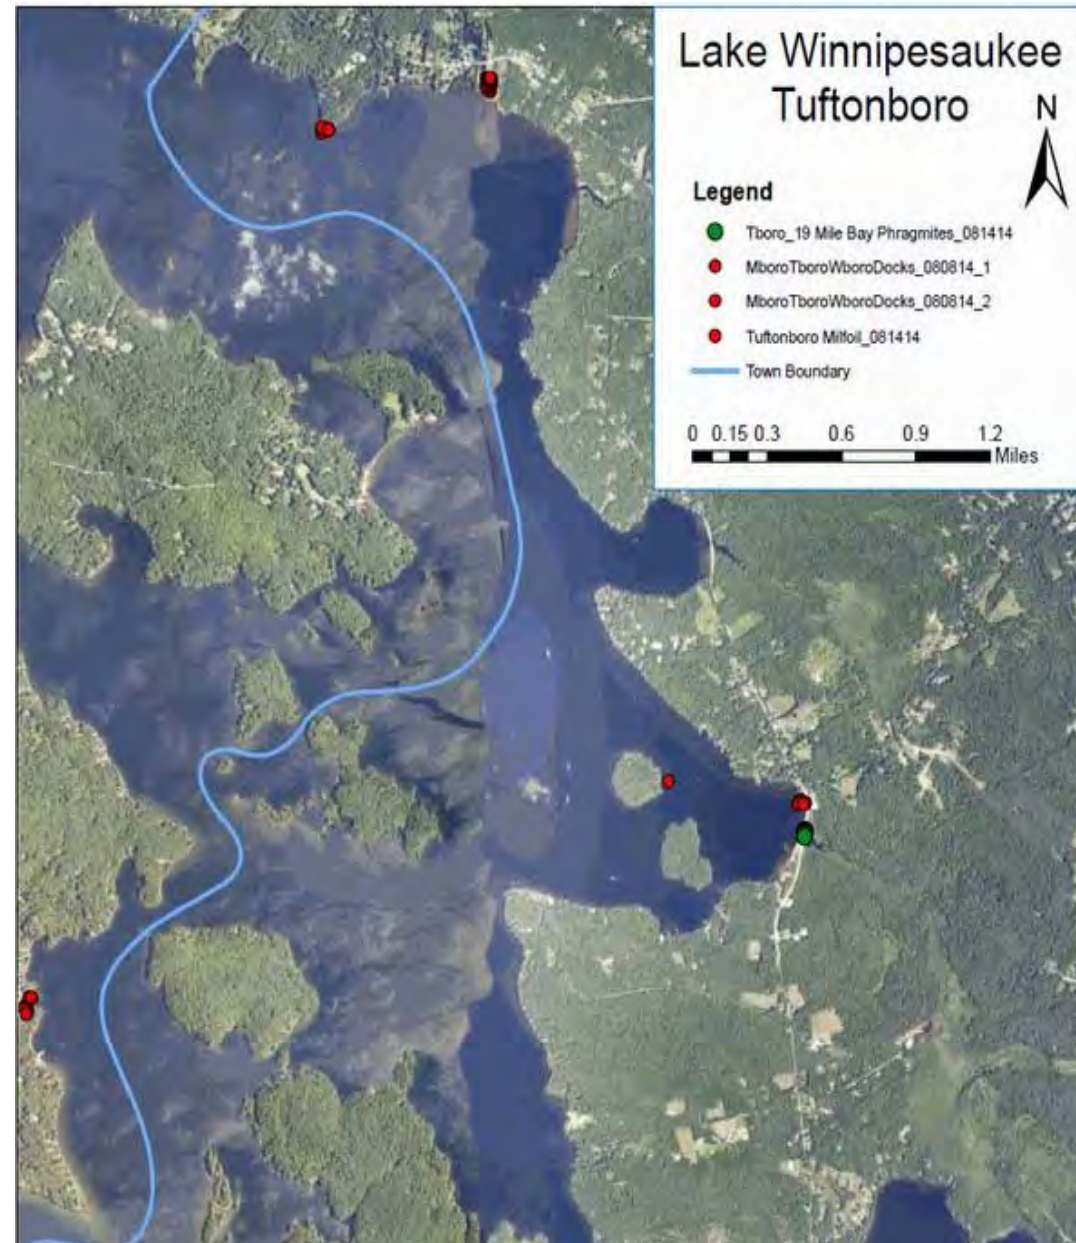 Lake Winnipesaukee
Tuftonboro
N
Legend
Tboro_19 Mile Bay Phragmites_081414
MboroTboroWboroDocks_080814_1
MboroTboroWboroDocks_080814_2
Tuftonboro Milfoil_081414
Town Boundary
0 0.15 0.3 0.6 0.9 1.2
Miles